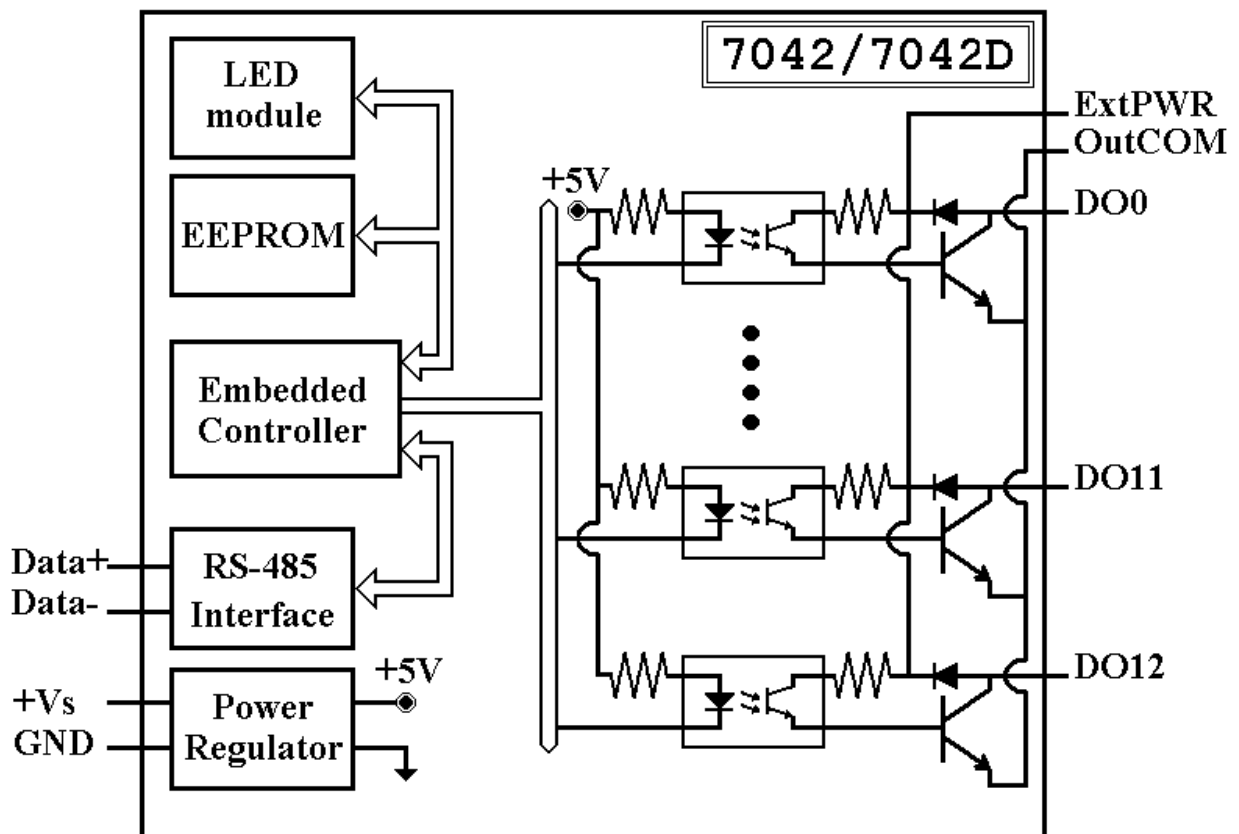 7042/7042D
LED
module
EEPROM
Embedded
Controller
RS-485
Interface
Power
Regulator
Data+
Data-
+Vs
GND
+5V
+5V
ExtPWR
OutCOM
DO0
DO11
DO12